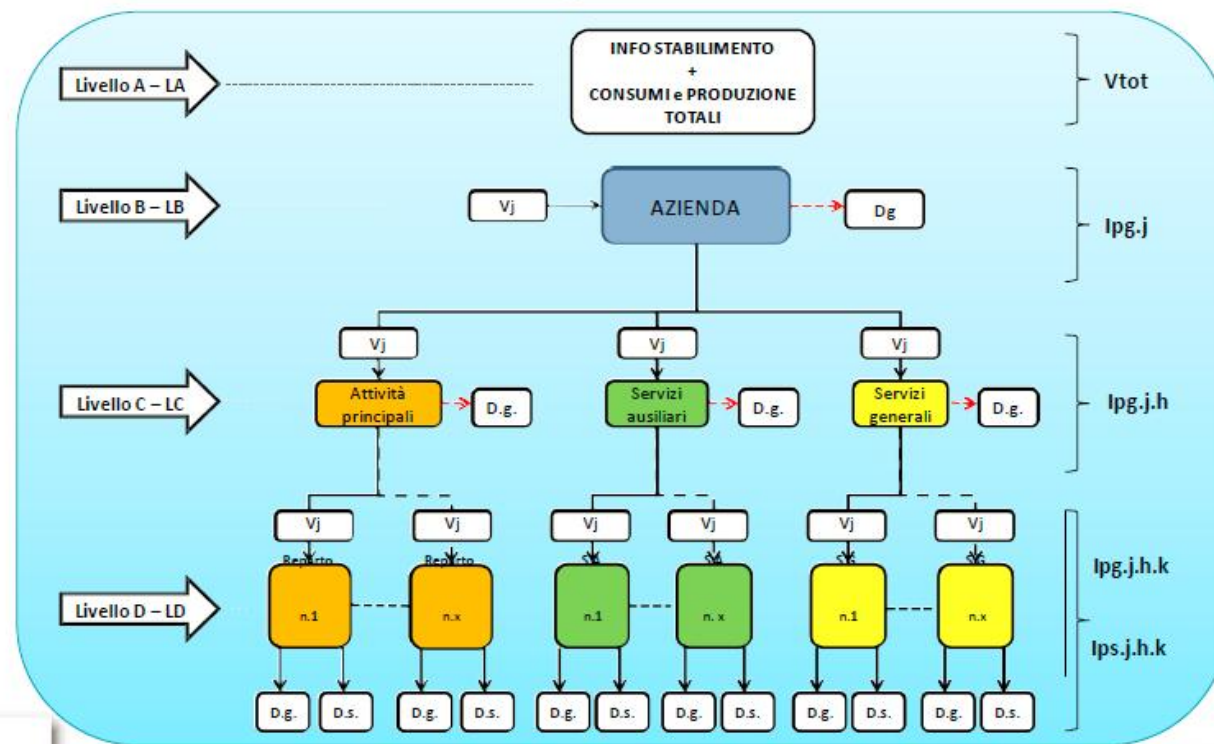 INFO STABILIMENTO
+
CONSUMI e PRODUZIONE
TOTALI
Livello A – LA
Vtot
Livello B – LB
Vj
AZIENDA
Dg
Ipg.j
Vj
Vj
Vj
Livello C – LC
Attività
principali
D.g.
Servizi
ausiliari
D.g.
Servizi
generali
D.g.
Ipg.j.h
Vj
Vj
Vj
Vj
Vj
Vj
Reparto
Reparto
Ipg.j.h.k
Livello D – LD
n.1
n.x
n.1
n. x
n.1
n.x
Ips.j.h.k
D.g.
D.s.
D.g.
D.s.
D.g.
D.s.
D.g.
D.s.
D.g.
D.s.
D.g.
D.s.